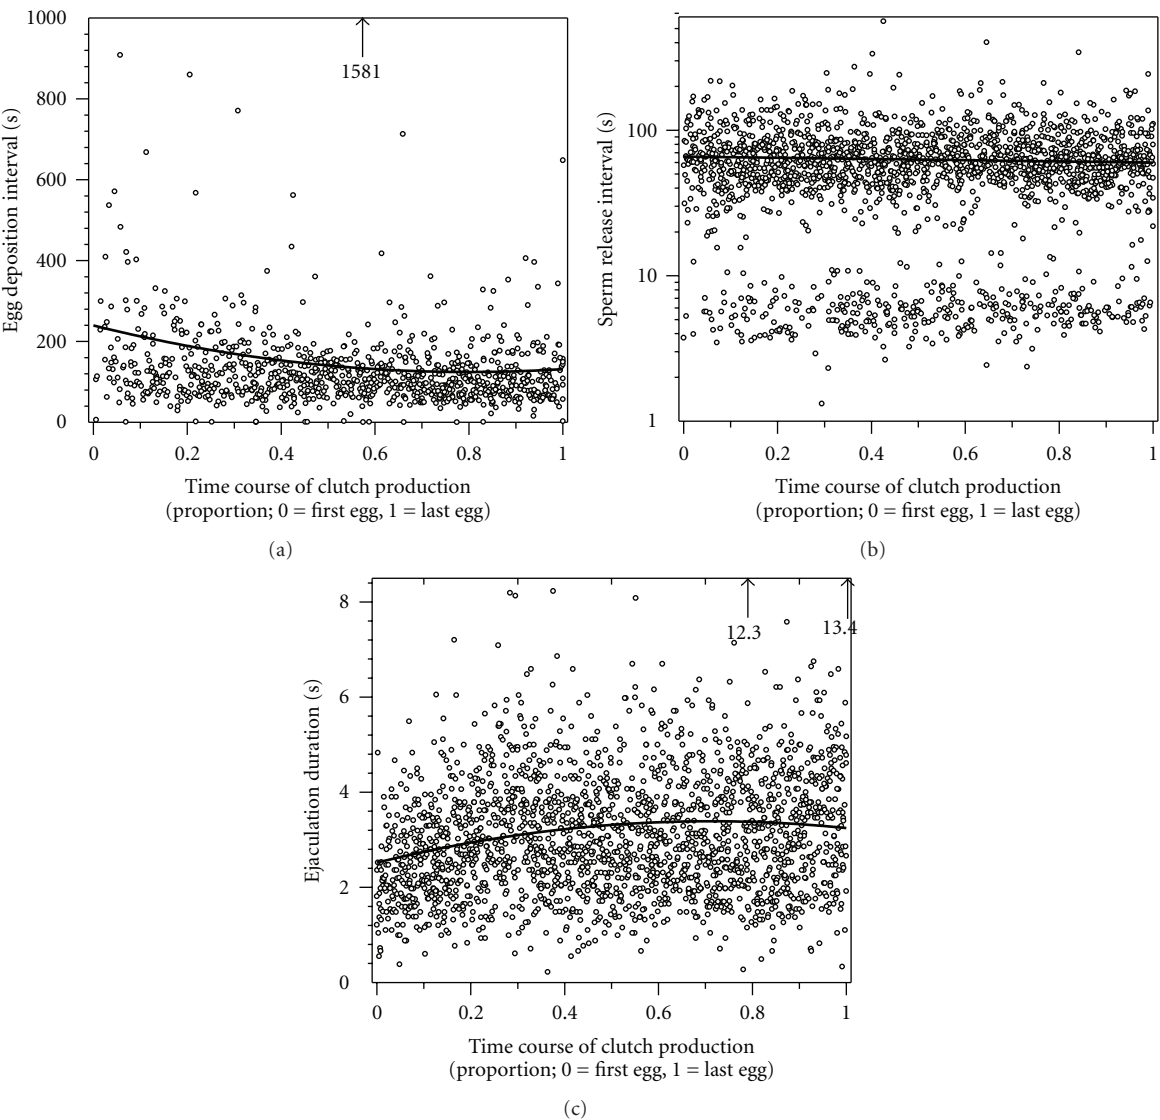 1000
800
600
400
200
0
Egg deposition interval (s)
1581
0 0.2 0.4 0.6 0.8 1
Time course of clutch production
(proportion; 0 = first egg, 1 = last egg)
(a)
100
10
1
Sperm release interval (s)
0 0.2 0.4 0.6 0.8 1
Time course of clutch production
(proportion; 0 = first egg, 1 = last egg)
(b)
8
6
4
2
0
Ejaculation duration (s)
12.3
13.4
0 0.2 0.4 0.6 0.8 1
Time course of clutch production
(proportion; 0 = first egg, 1 = last egg)
(c)